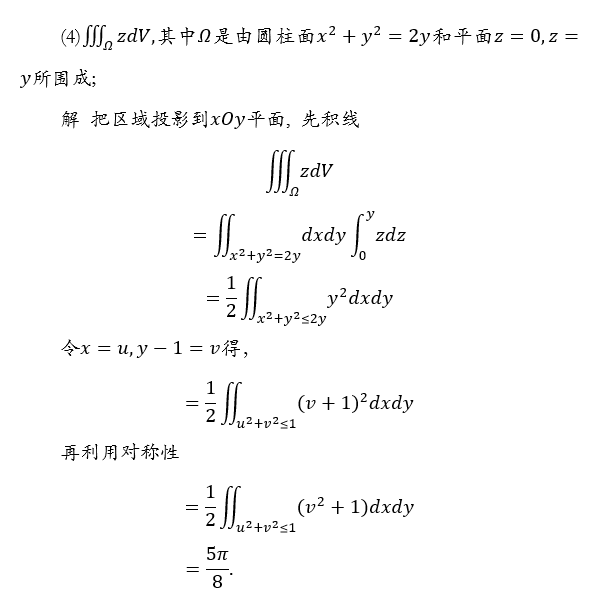 (4)∭_Ω zdV,其中Ω是由圆柱面x² + y² = 2y和平面z = 0, z =
y所围成;
解 把区域投影到xOy平面, 先积线
∭_Ω zdV
= ∬_{x²+y²=2y} dxdy ∫_0^y zdz
= 1/2 ∬_{x²+y²≤2y} y²dxdy
令x = u, y − 1 = v得,
= 1/2 ∬_{u²+v²≤1} (v + 1)²dxdy
再利用对称性
= 1/2 ∬_{u²+v²≤1} (v² + 1)dxdy
= 5π/8.